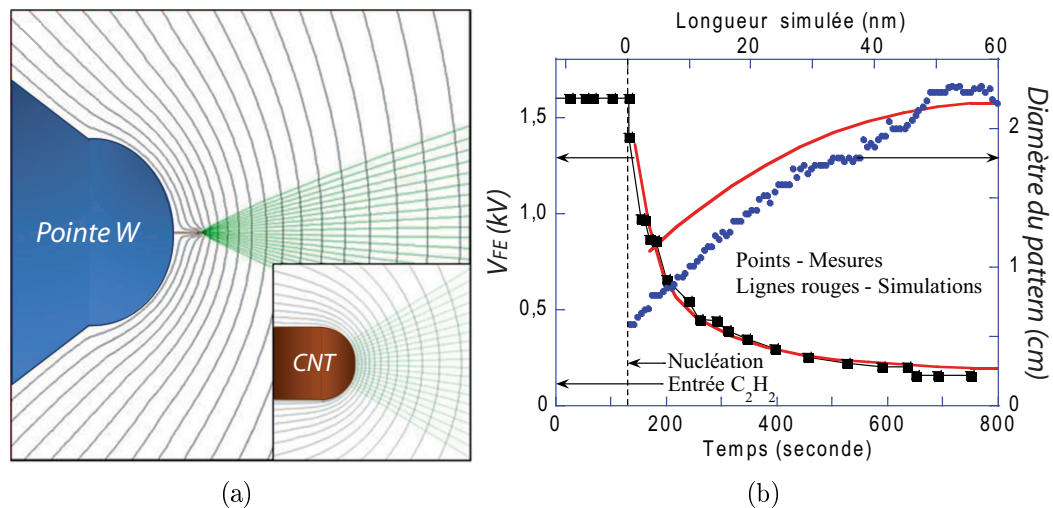 Pointe W
CNT
(a)
Longueur simulée (nm)
0 20 40 60
1.5
1.0
0,5
0
V_FE (kV)
2
1
0
Diamètre du pattern (cm)
Points - Mesures
Lignes rouges - Simulations
Nucléation
Entrée C₂H₂
0 200 400 600 800
Temps (seconde)
(b)